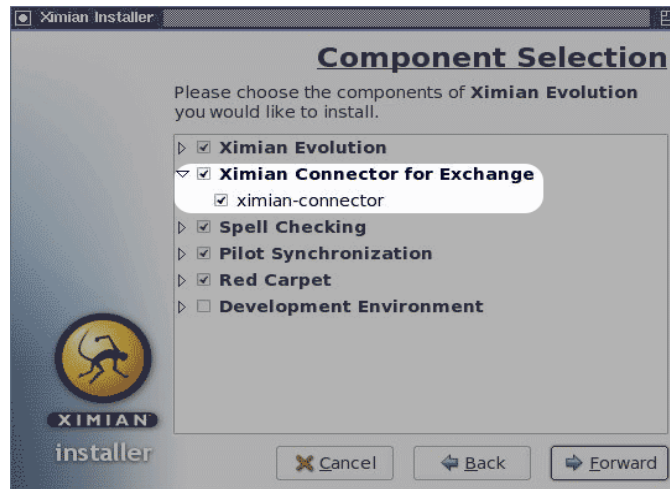 Ximian Installer
Component Selection
Please choose the components of Ximian Evolution
you would like to install.
Ximian Evolution
Ximian Connector for Exchange
ximian-connector
Spell Checking
Pilot Synchronization
Red Carpet
Development Environment
XIMIAN
installer
Cancel
Back
Forward